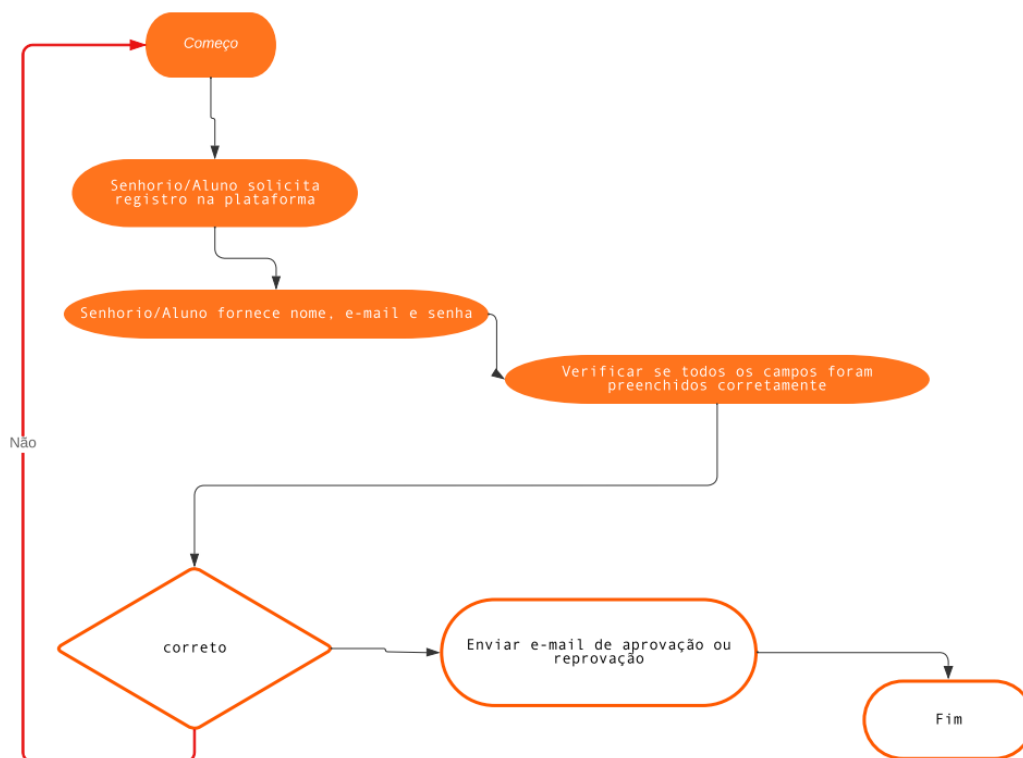 Começo
Senhorio/Aluno solicita
registro na plataforma
Senhorio/Aluno fornece nome, e-mail e senha
Verificar se todos os campos foram
preenchidos corretamente
Não
correto
Enviar e-mail de aprovação ou
reprovação
Fim